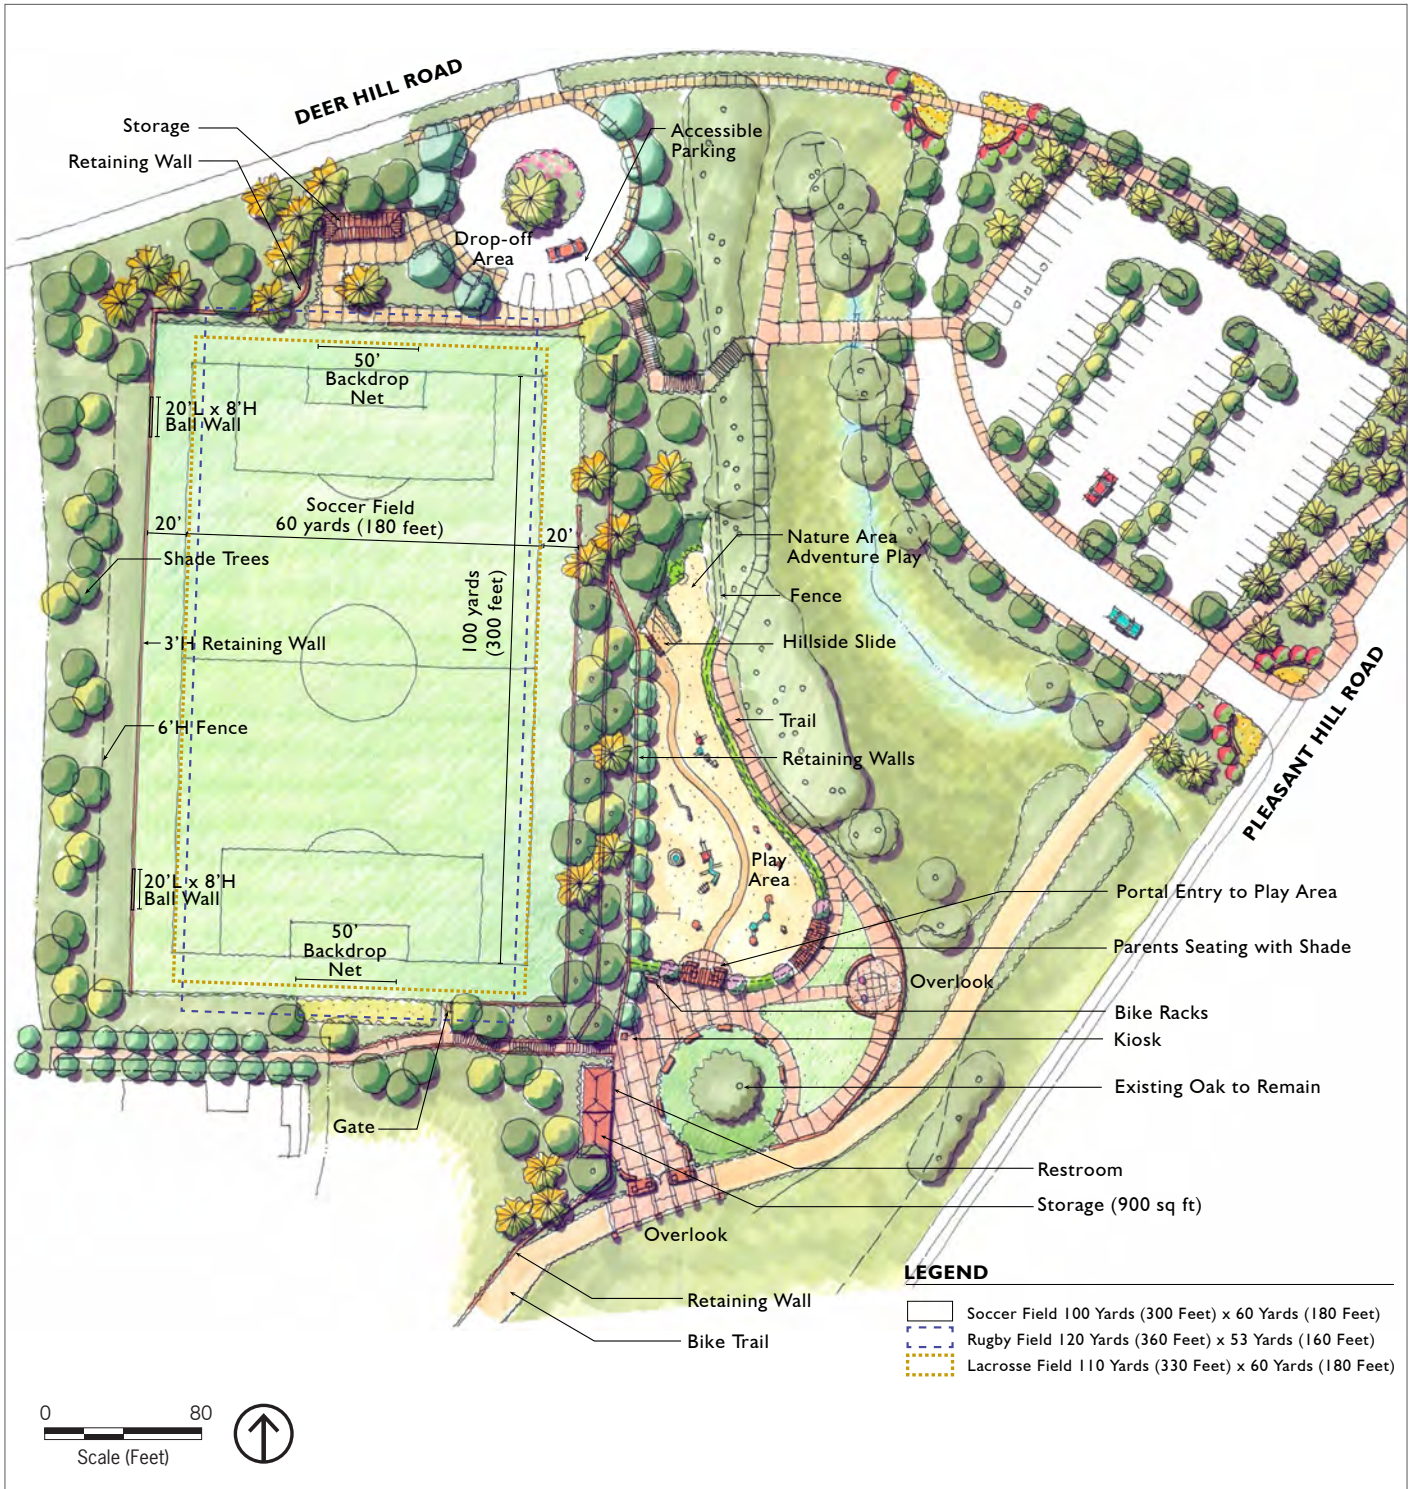 DEER HILL ROAD
Storage
Retaining Wall
Accessible
Parking
Drop-off
Area
50'
Backdrop
Net
20'L x 8'H
Ball Wall
Soccer Field
60 yards (180 feet)
20'
20'
100 yards
(300 feet)
Shade Trees
3'H Retaining Wall
6'H Fence
20'L x 8'H
Ball Wall
50'
Backdrop
Net
Gate
Nature Area
Adventure Play
Fence
Hillside Slide
Trail
Retaining Walls
Play
Area
PLEASANT HILL ROAD
Portal Entry to Play Area
Parents Seating with Shade
Overlook
Bike Racks
Kiosk
Existing Oak to Remain
Restroom
Storage (900 sq ft)
Overlook
Retaining Wall
Bike Trail
LEGEND
Soccer Field 100 Yards (300 Feet) x 60 Yards (180 Feet)
Rugby Field 120 Yards (360 Feet) x 53 Yards (160 Feet)
Lacrosse Field 110 Yards (330 Feet) x 60 Yards (180 Feet)
0 80
Scale (Feet)